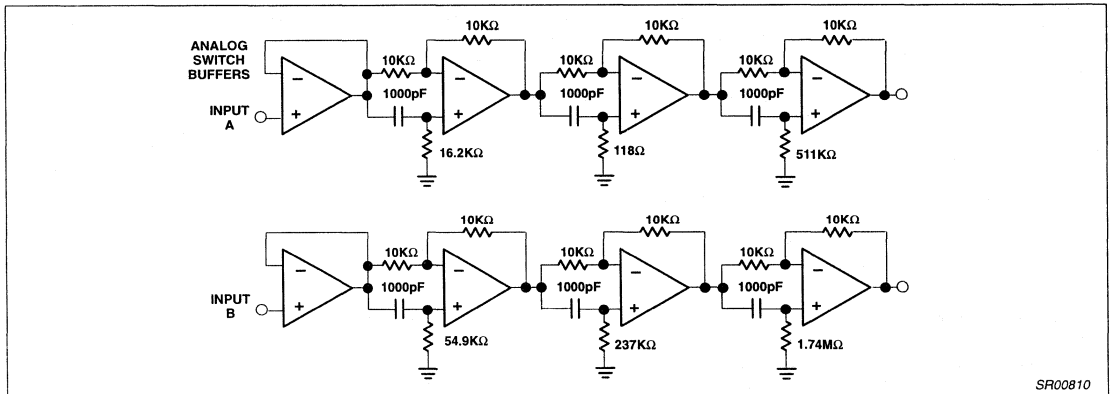 10KΩ 10KΩ 10KΩ
ANALOG
SWITCH
BUFFERS
10KΩ 10KΩ 10KΩ
−
−
−
−
1000pF 1000pF 1000pF
INPUT
A
+
+
+
+
16.2KΩ 118Ω 511KΩ
10KΩ 10KΩ 10KΩ
10KΩ 10KΩ 10KΩ
−
−
−
−
1000pF 1000pF 1000pF
INPUT
B
+
+
+
+
54.9KΩ 237KΩ 1.74MΩ
SR00810